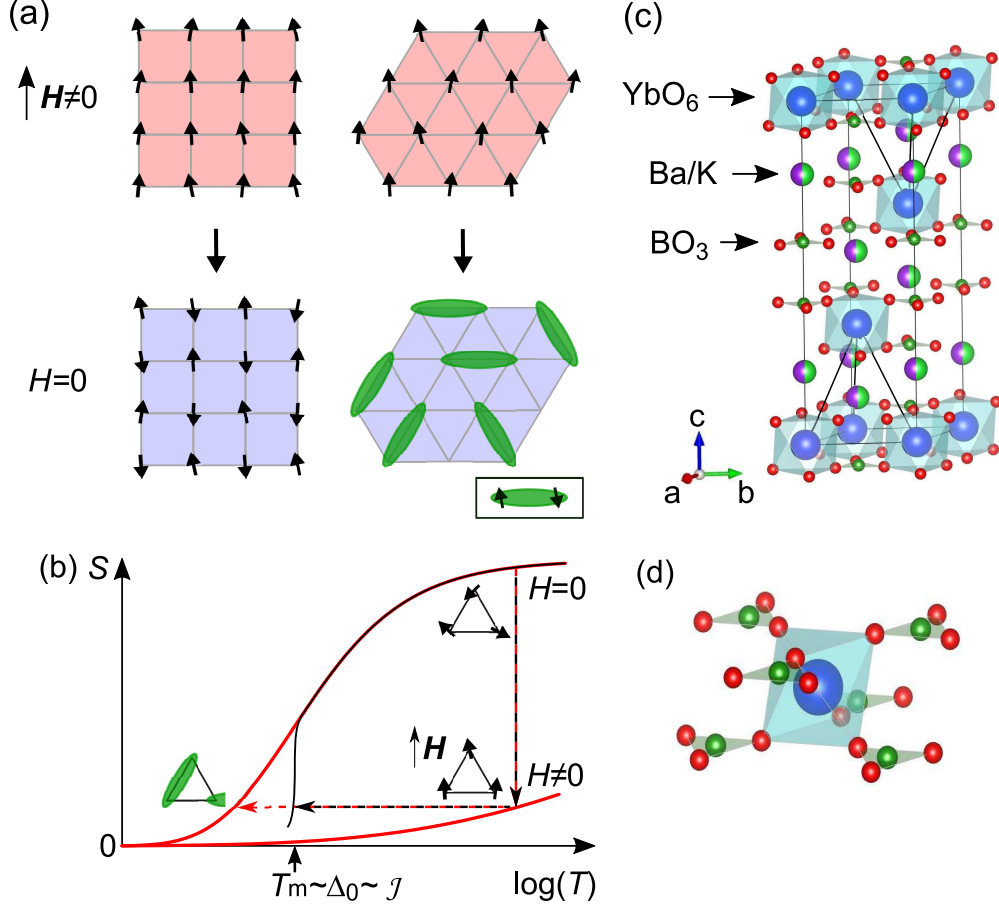 (a)
H≠0
H=0
(b)
S
H=0
H
H≠0
0
Tm~Δ0~ 𝒥
log(T)
(c)
YbO6
Ba/K
BO3
c
a
b
(d)